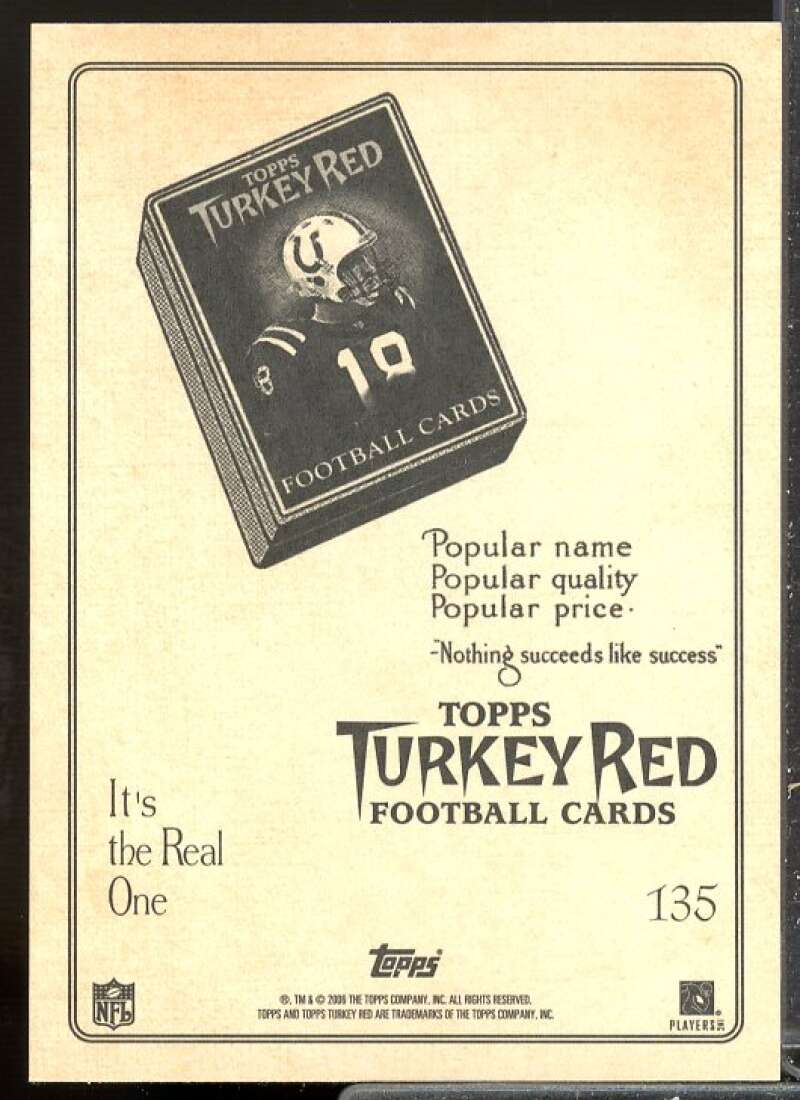 TOPPS
TURKEY RED
18
FOOTBALL CARDS
Popular name
Popular quality
Popular price.
-"Nothing succeeds like success"
TOPPS
TURKEY RED
FOOTBALL CARDS
It's
the Real
One
135
topps
NFL
®, TM & © 2006 THE TOPPS COMPANY, INC. ALL RIGHTS RESERVED.
TOPPS AND TOPPS TURKEY RED ARE TRADEMARKS OF THE TOPPS COMPANY, INC.
PLAYERS INC